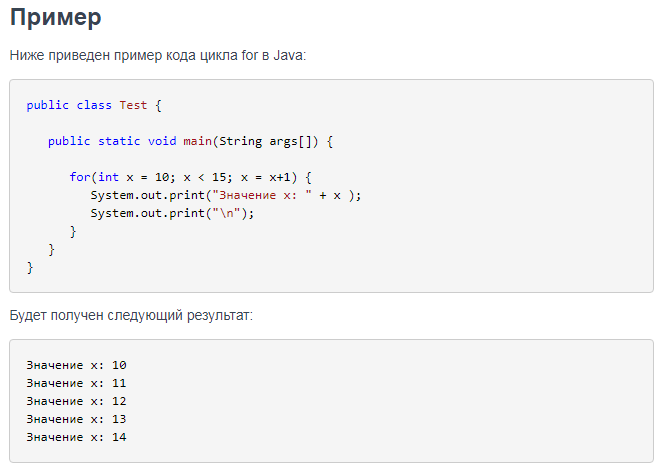 Пример
Ниже приведен пример кода цикла for в Java:
public class Test {
public static void main(String args[]) {
for(int x = 10; x < 15; x = x+1) {
System.out.print("Значение x: " + x );
System.out.print("\n");
}
}
}
Будет получен следующий результат:
Значение x: 10
Значение x: 11
Значение x: 12
Значение x: 13
Значение x: 14